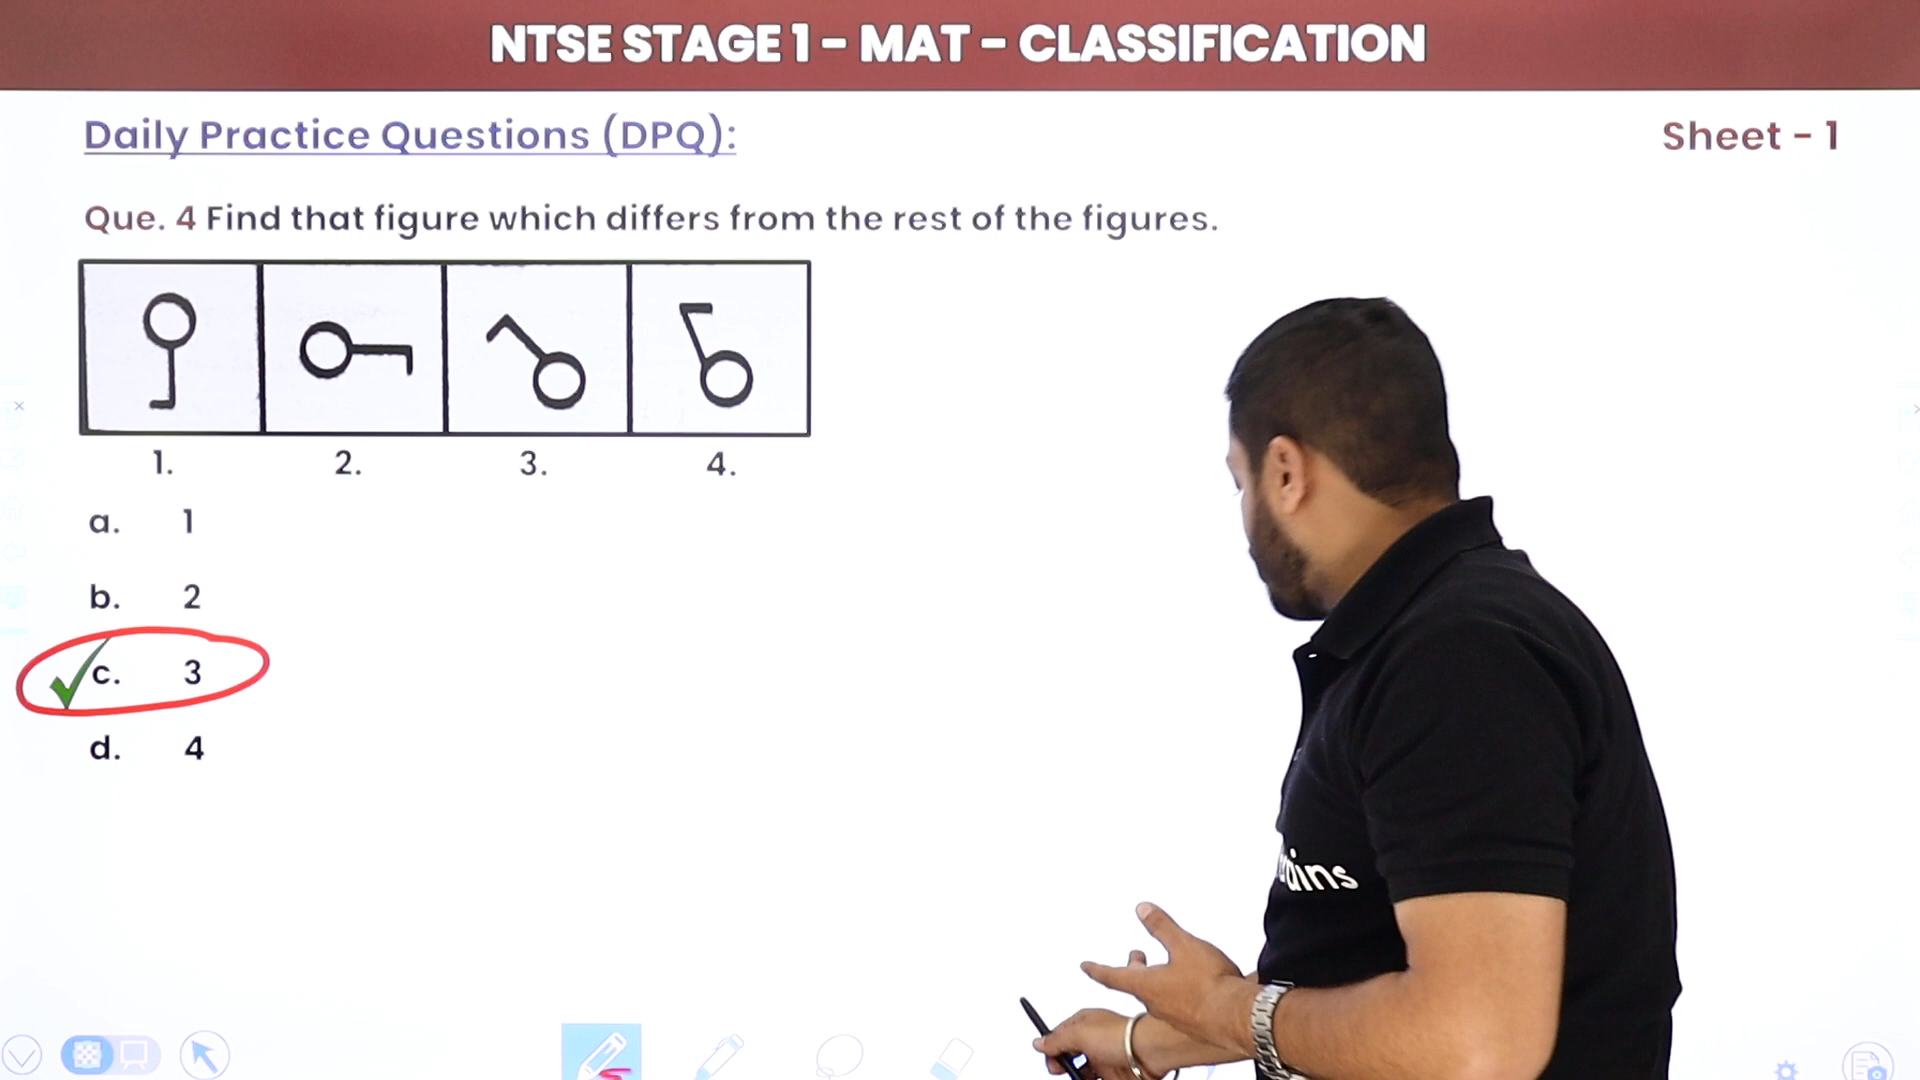 NTSE STAGE 1 - MAT - CLASSIFICATION
Daily Practice Questions (DPQ):
Sheet - 1
Que. 4 Find that figure which differs from the rest of the figures.
1. 2. 3. 4.
a. 1
b. 2
c. 3
d. 4